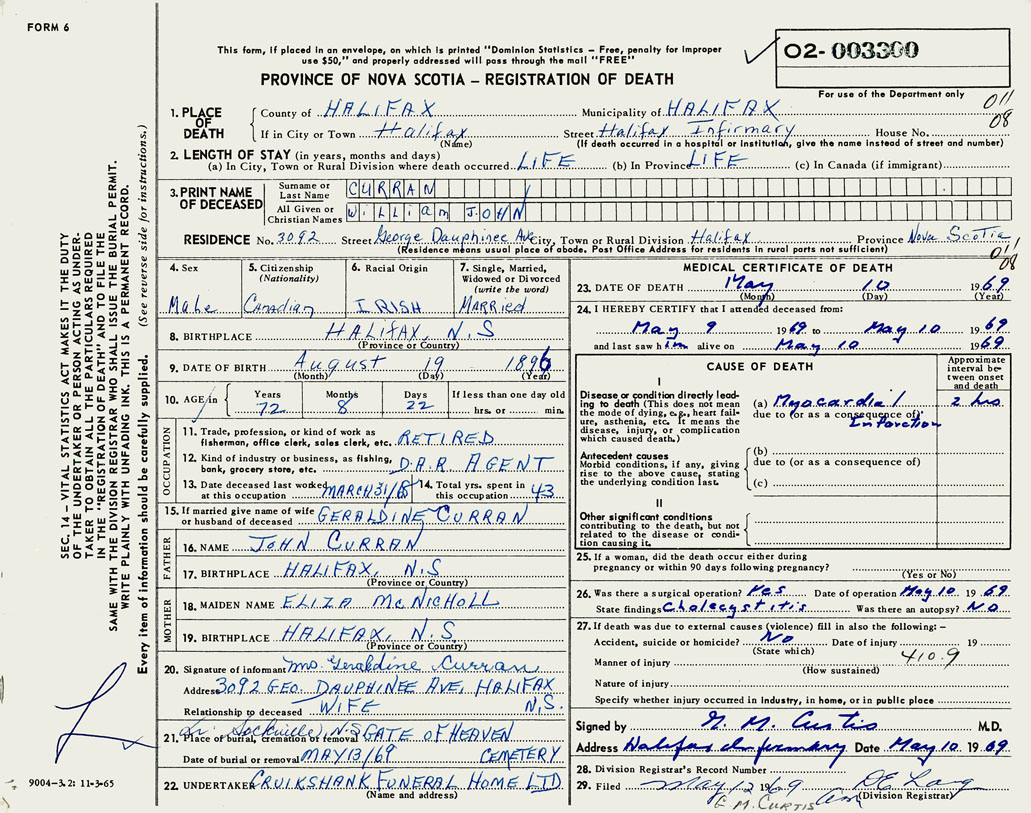 FORM 6
This form, if placed in an envelope, on which is printed "Dominion Statistics – Free, penalty for improper
use $50," and properly addressed will pass through the mail "FREE"
02- 003300
PROVINCE OF NOVA SCOTIA – REGISTRATION OF DEATH
For use of the Department only
011
08
1. PLACE OF DEATH
County of HALIFAX Municipality of HALIFAX
If in City or Town Halifax Street Halifax Infirmary House No.
(Name) (If death occurred in a hospital or Institution, give the name instead of street and number)
2. LENGTH OF STAY (in years, months and days)
(a) In City, Town or Rural Division where death occurred LIFE (b) In Province LIFE (c) In Canada (if immigrant)
3. PRINT NAME OF DECEASED
Surname or Last Name CURRAN
All Given or Christian Names William JOHN
RESIDENCE No. 3092 Street George Dauphinee Ave City, Town or Rural Division Halifax Province Nova Scotia
(Residence means usual place of abode. Post Office Address for residents in rural parts not sufficient)
011
08
4. Sex
Male
5. Citizenship (Nationality)
Canadian
6. Racial Origin
IRISH
7. Single, Married, Widowed or Divorced (write the word)
MARRied
8. BIRTHPLACE HALIFAX, N.S
(Province or Country)
9. DATE OF BIRTH August 19 1896
(Month) (Day) (Year)
10. AGE in Years Months Days If less than one day old
72 8 22 hrs. or min.
OCCUPATION
11. Trade, profession, or kind of work as
fisherman, office clerk, sales clerk, etc. RETIRED
12. Kind of industry or business, as fishing,
bank, grocery store, etc. D.A.R AGENT
13. Date deceased last worked
at this occupation MARCH 31/
14. Total yrs. spent in
this occupation 43
15. If married give name of wife
or husband of deceased GERALDINE CURRAN
FATHER
16. NAME JOHN CURRAN
17. BIRTHPLACE HALIFAX, N.S
(Province or Country)
MOTHER
18. MAIDEN NAME ELIZA McNICHOLL
19. BIRTHPLACE HALIFAX, N.S.
(Province or Country)
20. Signature of informant Mrs Geraldine Curran
Address 3092 GEO. DAUPHINEE AVE, HALIFAX
Relationship to deceased WIFE N.S.
Sackville, N.S
21. Place of burial, cremation or removal GATE OF HEAVEN
Date of burial or removal MAY 13/69 CEMETERY
22. UNDERTAKER CRUIKSHANK FUNERAL HOME LTD
(Name and address)
MEDICAL CERTIFICATE OF DEATH
23. DATE OF DEATH May 10 1969
(Month) (Day) (Year)
24. I HEREBY CERTIFY that I attended deceased from:
May 9 1969 to May 10 1969
and last saw him alive on May 10 1969
CAUSE OF DEATH
Approximate interval between onset and death
I
Disease or condition directly leading
to death (This does not mean
the mode of dying, e.g., heart failure,
asthenia, etc. It means the
disease, injury, or complication
which caused death.)
(a) Myocardial 2 hrs
due to (or as a consequence of)
Infarction
Antecedent causes
Morbid conditions, if any, giving
rise to the above cause, stating
the underlying condition last.
(b)
due to (or as a consequence of)
(c)
II
Other significant conditions
contributing to the death, but not
related to the disease or condition
causing it.
25. If a woman, did the death occur either during
pregnancy or within 90 days following pregnancy?
(Yes or No)
26. Was there a surgical operation? Yes Date of operation May 10 1969
State findings Cholecystitis Was there an autopsy? No
27. If death was due to external causes (violence) fill in also the following: –
Accident, suicide or homicide? No Date of injury 19
(State which)
Manner of injury 410.9
(How sustained)
Nature of injury
Specify whether injury occurred in industry, in home, or in public place
Signed by G. M. Curtis M.D.
Address Halifax Infirmary Date May 10 1969
28. Division Registrar's Record Number
29. Filed May 12 1969
(Division Registrar)
G M. CURTIS
SEC. 14 – VITAL STATISTICS ACT MAKES IT THE DUTY
OF THE UNDERTAKER OR PERSON ACTING AS UNDERTAKER
TO OBTAIN ALL THE PARTICULARS REQUIRED
IN THE "REGISTRATION OF DEATH" AND TO FILE THE
SAME WITH THE DIVISION REGISTRAR WHO SHALL ISSUE THE BURIAL PERMIT.
WRITE PLAINLY WITH UNFADING INK. THIS IS A PERMANENT RECORD.
Every item of information should be carefully supplied. (See reverse side for instructions.)
9004–3.2: 11-3-65